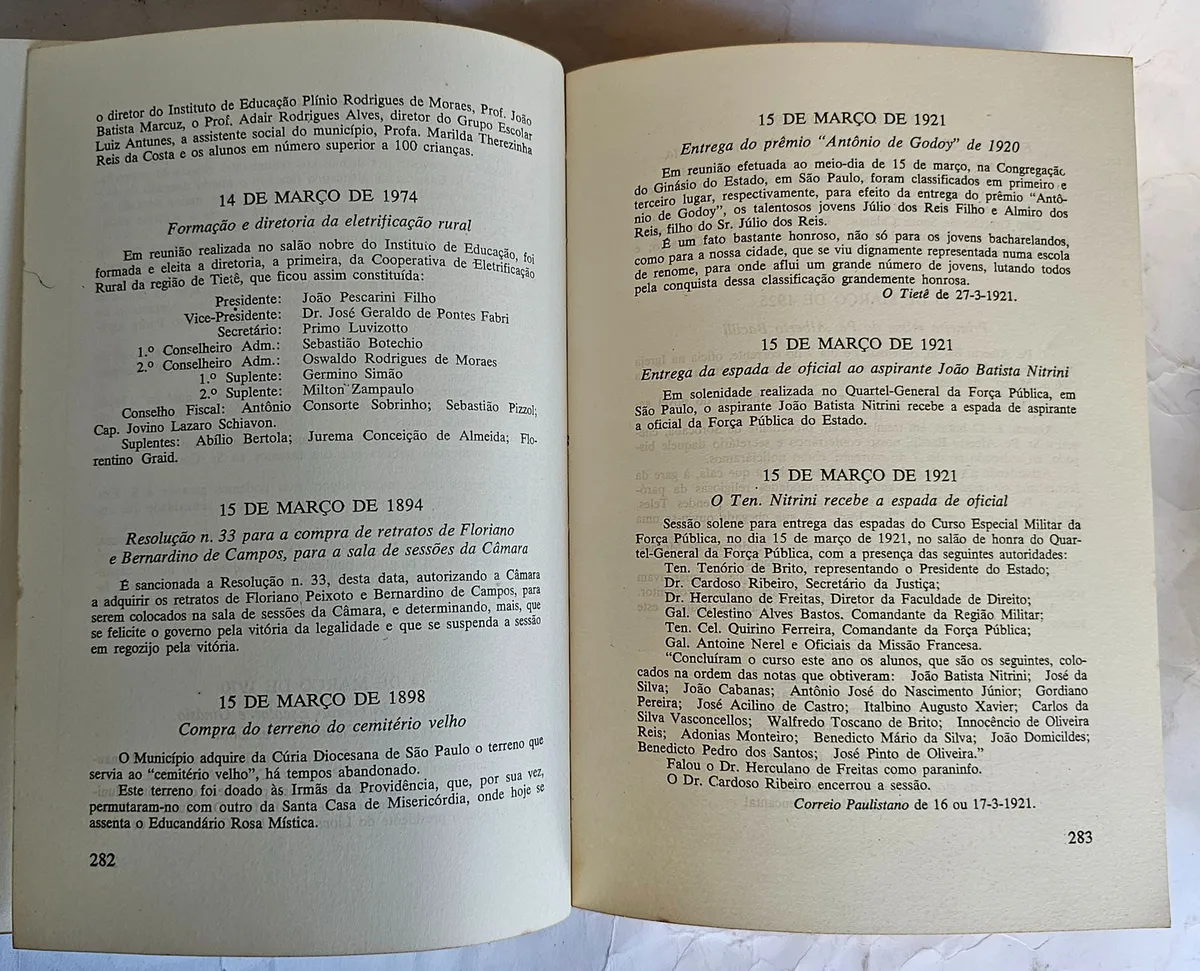 o diretor do Instituto de Educação Plínio Rodrigues de Moraes, Prof. João
Batista Marcuz, o Prof. Adair Rodrigues Alves, diretor do Grupo Escolar
Luiz Antunes, a assistente social do município, Profa. Marilda Therezinha
Reis da Costa e os alunos em número superior a 100 crianças.
14 DE MARÇO DE 1974
Formação e diretoria da eletrificação rural
Em reunião realizada no salão nobre do Instituto de Educação, foi
formada e eleita a diretoria, a primeira, da Cooperativa de Eletrificação
Rural da região de Tietê, que ficou assim constituída:
Presidente: João Pescarini Filho
Vice-Presidente: Dr. José Geraldo de Pontes Fabri
Secretário: Primo Luvizotto
1.º Conselheiro Adm.: Sebastião Botechio
2.º Conselheiro Adm.: Oswaldo Rodrigues de Moraes
1.º Suplente: Germino Simão
2.º Suplente: Milton Zampaulo
Conselho Fiscal: Antônio Consorte Sobrinho; Sebastião Pizzol;
Cap. Jovino Lazaro Schiavon.
Suplentes: Abílio Bertola; Jurema Conceição de Almeida; Flo-
rentino Graid.
15 DE MARÇO DE 1894
Resolução n. 33 para a compra de retratos de Floriano
e Bernardino de Campos, para a sala de sessões da Câmara
É sancionada a Resolução n. 33, desta data, autorizando a Câmara
a adquirir os retratos de Floriano Peixoto e Bernardino de Campos, para
serem colocados na sala de sessões da Câmara, e determinando, mais, que
se felicite o governo pela vitória da legalidade e que se suspenda a sessão
em regozijo pela vitória.
15 DE MARÇO DE 1898
Compra do terreno do cemitério velho
O Município adquire da Cúria Diocesana de São Paulo o terreno que
servia ao "cemitério velho", há tempos abandonado.
Este terreno foi doado às Irmãs da Providência, que, por sua vez,
permutaram-no com outro da Santa Casa de Misericórdia, onde hoje se
assenta o Educandário Rosa Mística.
282
15 DE MARÇO DE 1921
Entrega do prêmio "Antônio de Godoy" de 1920
Em reunião efetuada ao meio-dia de 15 de março, na Congregação
do Ginásio do Estado, em São Paulo, foram classificados em primeiro e
terceiro lugar, respectivamente, para efeito da entrega do prêmio "Antô-
nio de Godoy", os talentosos jovens Júlio dos Reis Filho e Almiro dos
Reis, filho do Sr. Júlio dos Reis.
É um fato bastante honroso, não só para os jovens bacharelandos,
como para a nossa cidade, que se viu dignamente representada numa escola
de renome, para onde aflui um grande número de jovens, lutando todos
pela conquista dessa classificação grandemente honrosa.
O Tietê de 27-3-1921.
15 DE MARÇO DE 1921
Entrega da espada de oficial ao aspirante João Batista Nitrini
Em solenidade realizada no Quartel-General da Força Pública, em
São Paulo, o aspirante João Batista Nitrini recebe a espada de aspirante
a oficial da Força Pública do Estado.
15 DE MARÇO DE 1921
O Ten. Nitrini recebe a espada de oficial
Sessão solene para entrega das espadas do Curso Especial Militar da
Força Pública, no dia 15 de março de 1921, no salão de honra do Quar-
tel-General da Força Pública, com a presença das seguintes autoridades:
Ten. Tenório de Brito, representando o Presidente do Estado;
Dr. Cardoso Ribeiro, Secretário da Justiça;
Dr. Herculano de Freitas, Diretor da Faculdade de Direito;
Gal. Celestino Alves Bastos. Comandante da Região Militar;
Ten. Cel. Quirino Ferreira, Comandante da Força Pública;
Gal. Antoine Nerel e Oficiais da Missão Francesa.
"Concluíram o curso este ano os alunos, que são os seguintes, colo-
cados na ordem das notas que obtiveram: João Batista Nitrini; José da
Silva; João Cabanas; Antônio José do Nascimento Júnior; Gordiano
Pereira; José Acilino de Castro; Italbino Augusto Xavier; Carlos da
Silva Vasconcellos; Walfredo Toscano de Brito; Innocêncio de Oliveira
Reis; Adonias Monteiro; Benedicto Mário da Silva; João Domicildes;
Benedicto Pedro dos Santos; José Pinto de Oliveira."
Falou o Dr. Herculano de Freitas como paraninfo.
O Dr. Cardoso Ribeiro encerrou a sessão.
Correio Paulistano de 16 ou 17-3-1921.
283